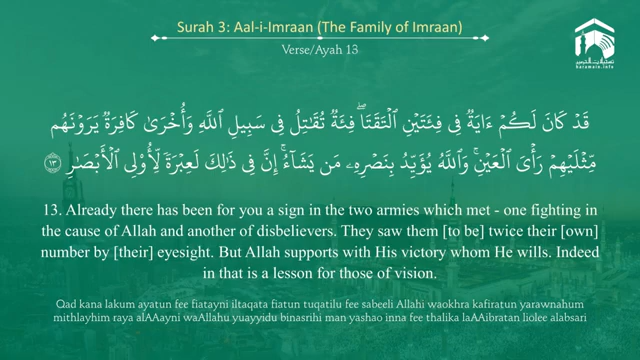 Surah 3: Aal-i-Imraan (The Family of Imraan)
Verse/Ayah 13
haramain.info
قَدْ كَانَ لَكُمْ ءَايَةٌ فِى فِئَتَيْنِ ٱلْتَقَتَا ۖ فِئَةٌ تُقَـٰتِلُ فِى سَبِيلِ ٱللَّهِ وَأُخْرَىٰ كَافِرَةٌ يَرَوْنَهُم
مِّثْلَيْهِمْ رَأْىَ ٱلْعَيْنِ ۚ وَٱللَّهُ يُؤَيِّدُ بِنَصْرِهِۦ مَن يَشَآءُ ۗ إِنَّ فِى ذَٰلِكَ لَعِبْرَةً لِّأُو۟لِى ٱلْأَبْصَـٰرِ ١٣
13. Already there has been for you a sign in the two armies which met - one fighting in
the cause of Allah and another of disbelievers. They saw them [to be] twice their [own]
number by [their] eyesight. But Allah supports with His victory whom He wills. Indeed
in that is a lesson for those of vision.
Qad kana lakum ayatun fee fiatayni iltaqata fiatun tuqatilu fee sabeeli Allahi waokhra kafiratun yarawnahum
mithlayhim raya alAAayni waAllahu yuayyidu binasrihi man yashao inna fee thalika laAAibratan liolee alabsari